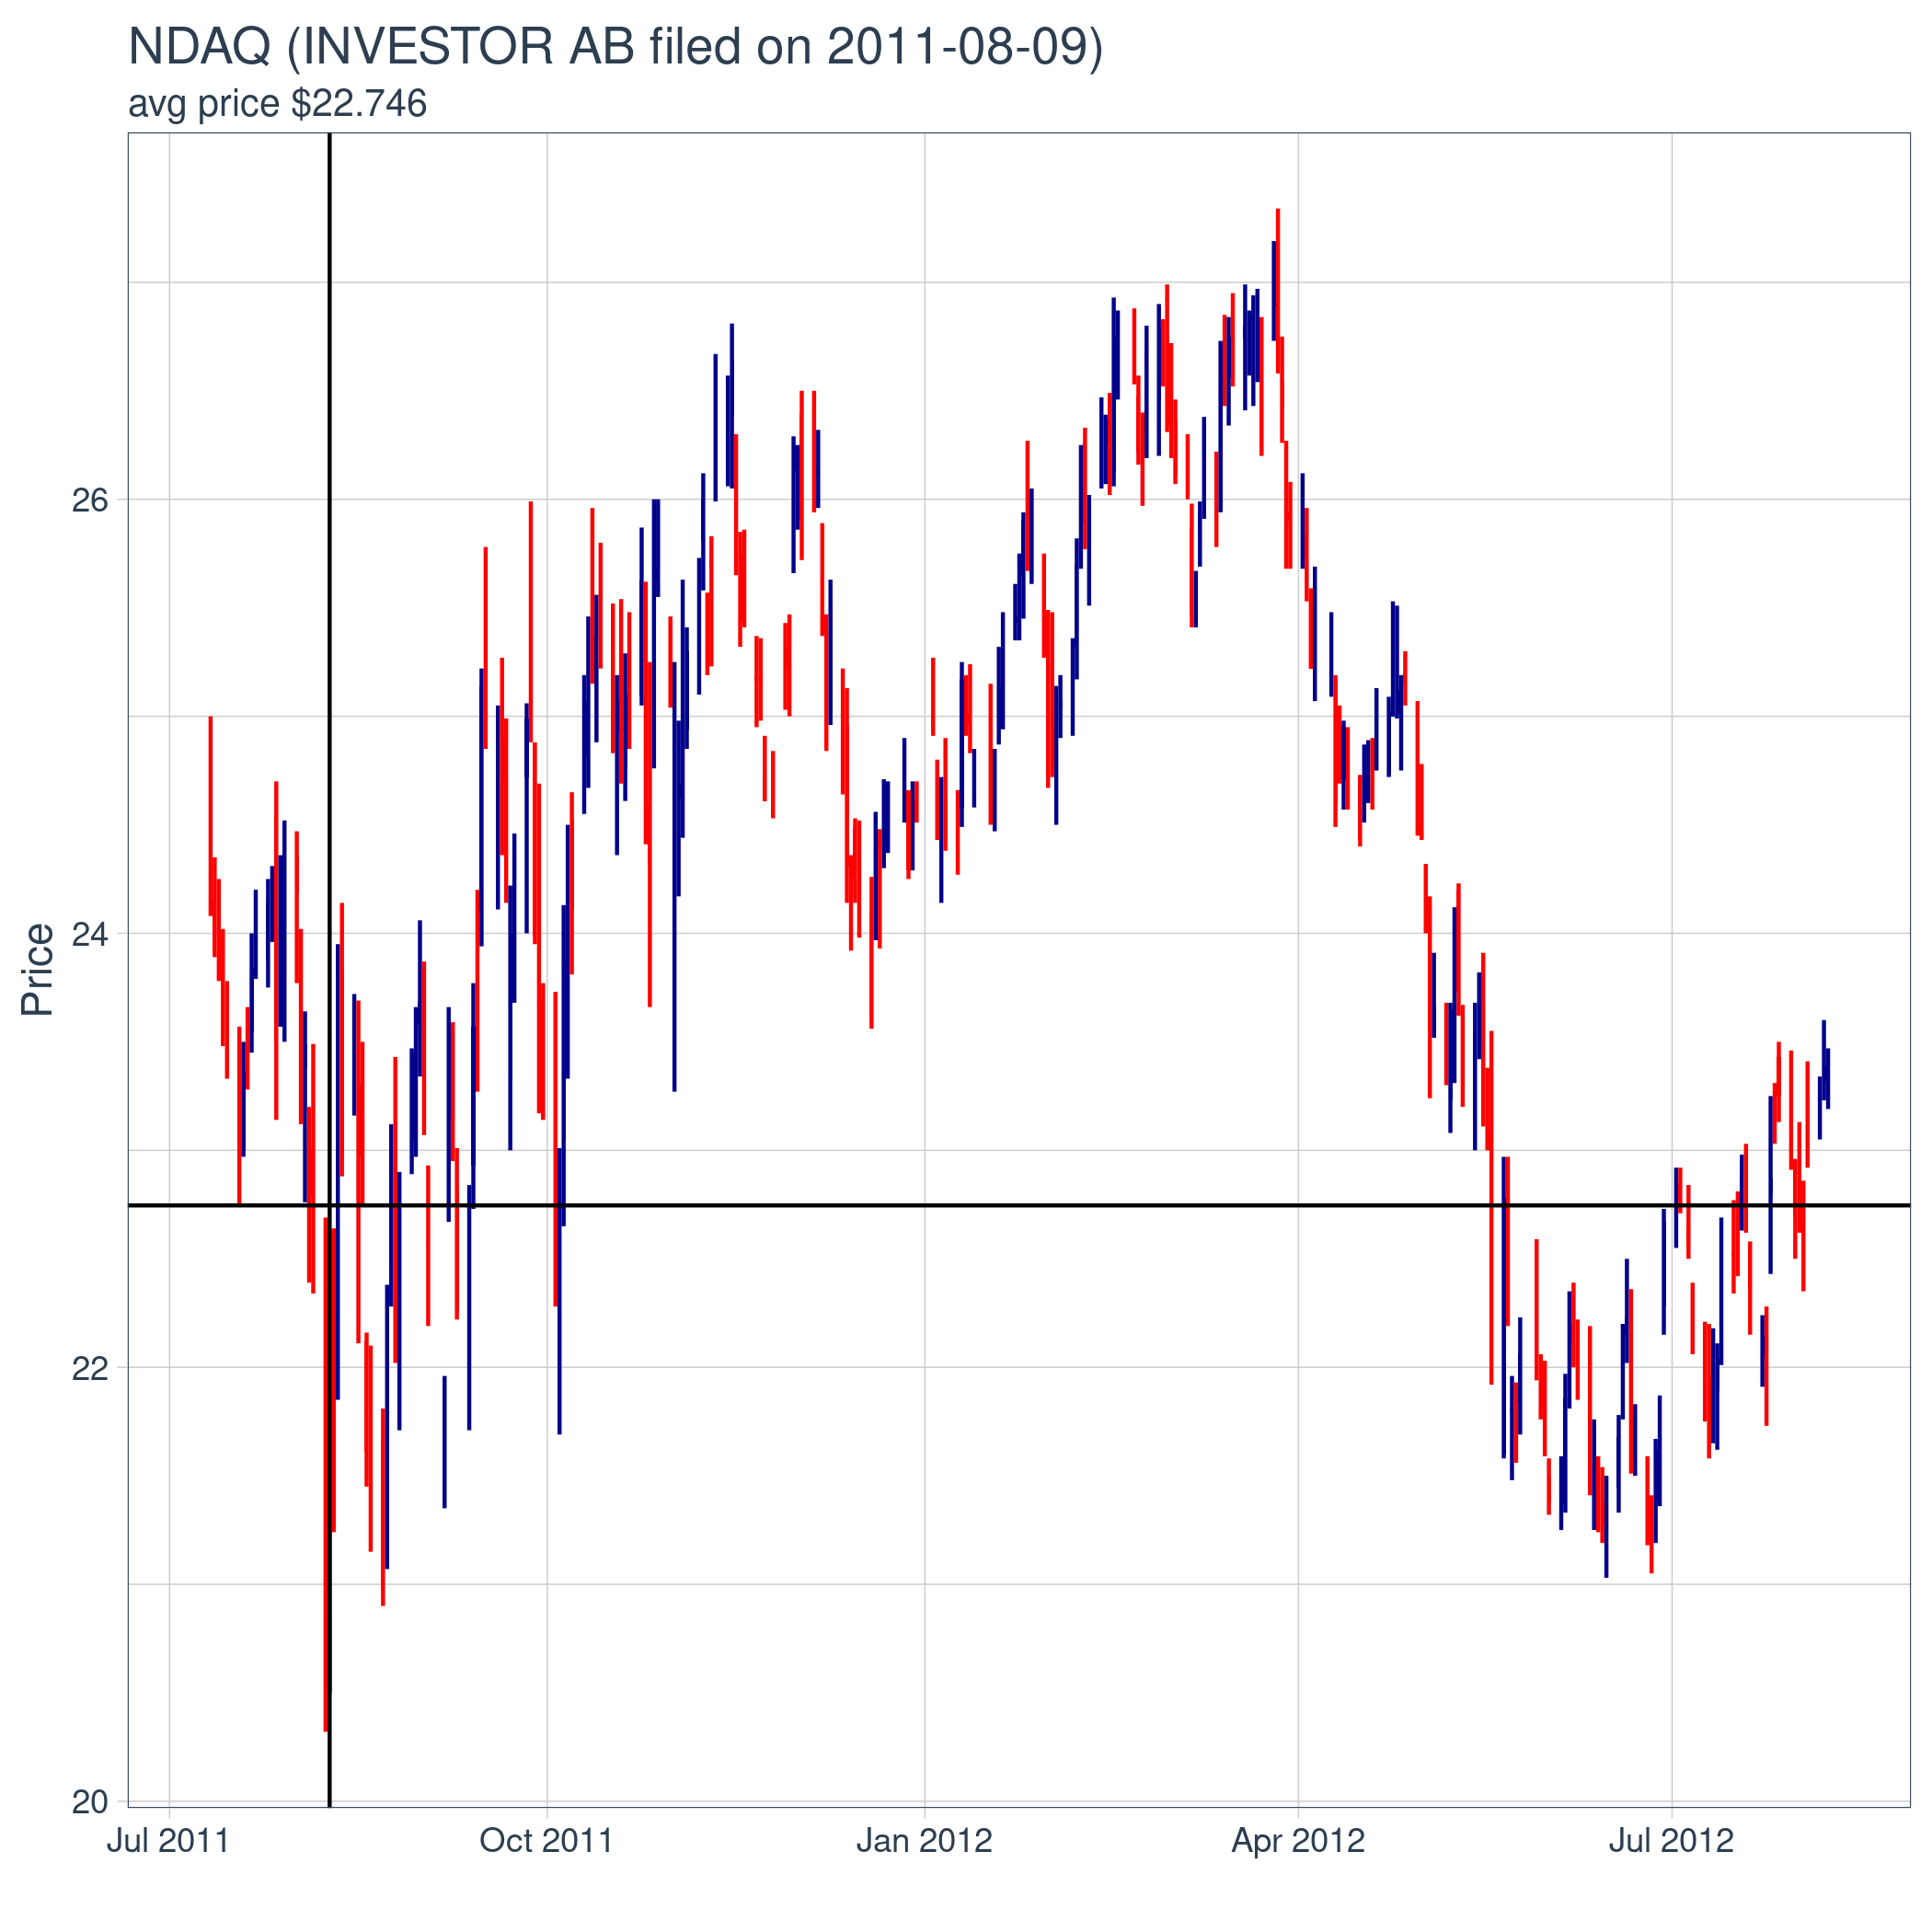 NDAQ (INVESTOR AB filed on 2011-08-09)
avg price $22.746
Price
26
24
22
20
Jul 2011
Oct 2011
Jan 2012
Apr 2012
Jul 2012